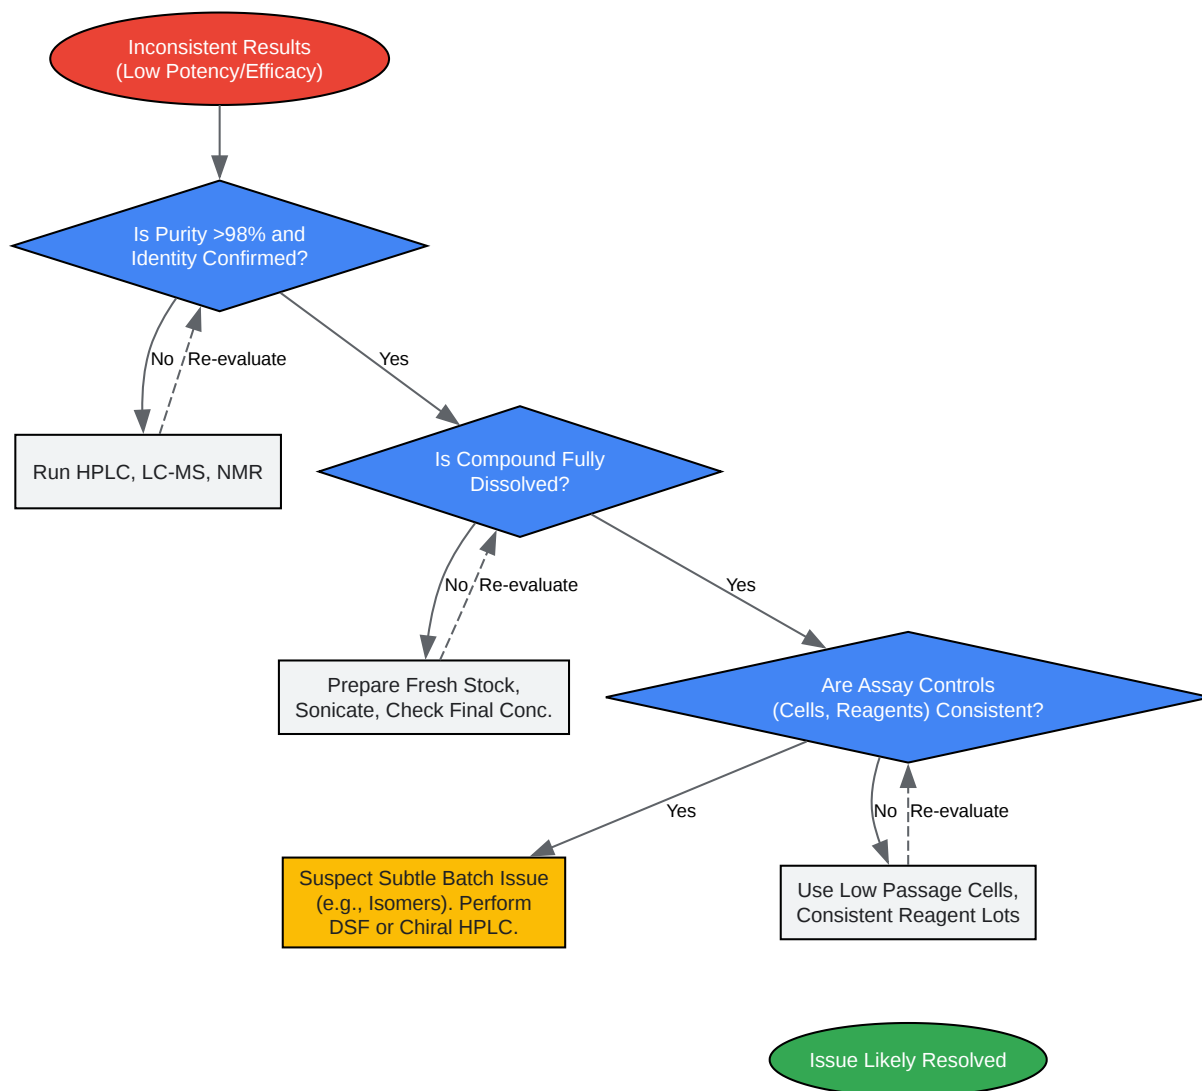 Inconsistent Results
(Low Potency/Efficacy)
Is Purity >98% and
Identity Confirmed?
No
Re-evaluate
Yes
Run HPLC, LC-MS, NMR
Is Compound Fully
Dissolved?
No
Re-evaluate
Yes
Prepare Fresh Stock,
Sonicate, Check Final Conc.
Are Assay Controls
(Cells, Reagents) Consistent?
Yes
No
Re-evaluate
Suspect Subtle Batch Issue
(e.g., Isomers). Perform
DSF or Chiral HPLC.
Use Low Passage Cells,
Consistent Reagent Lots
Issue Likely Resolved